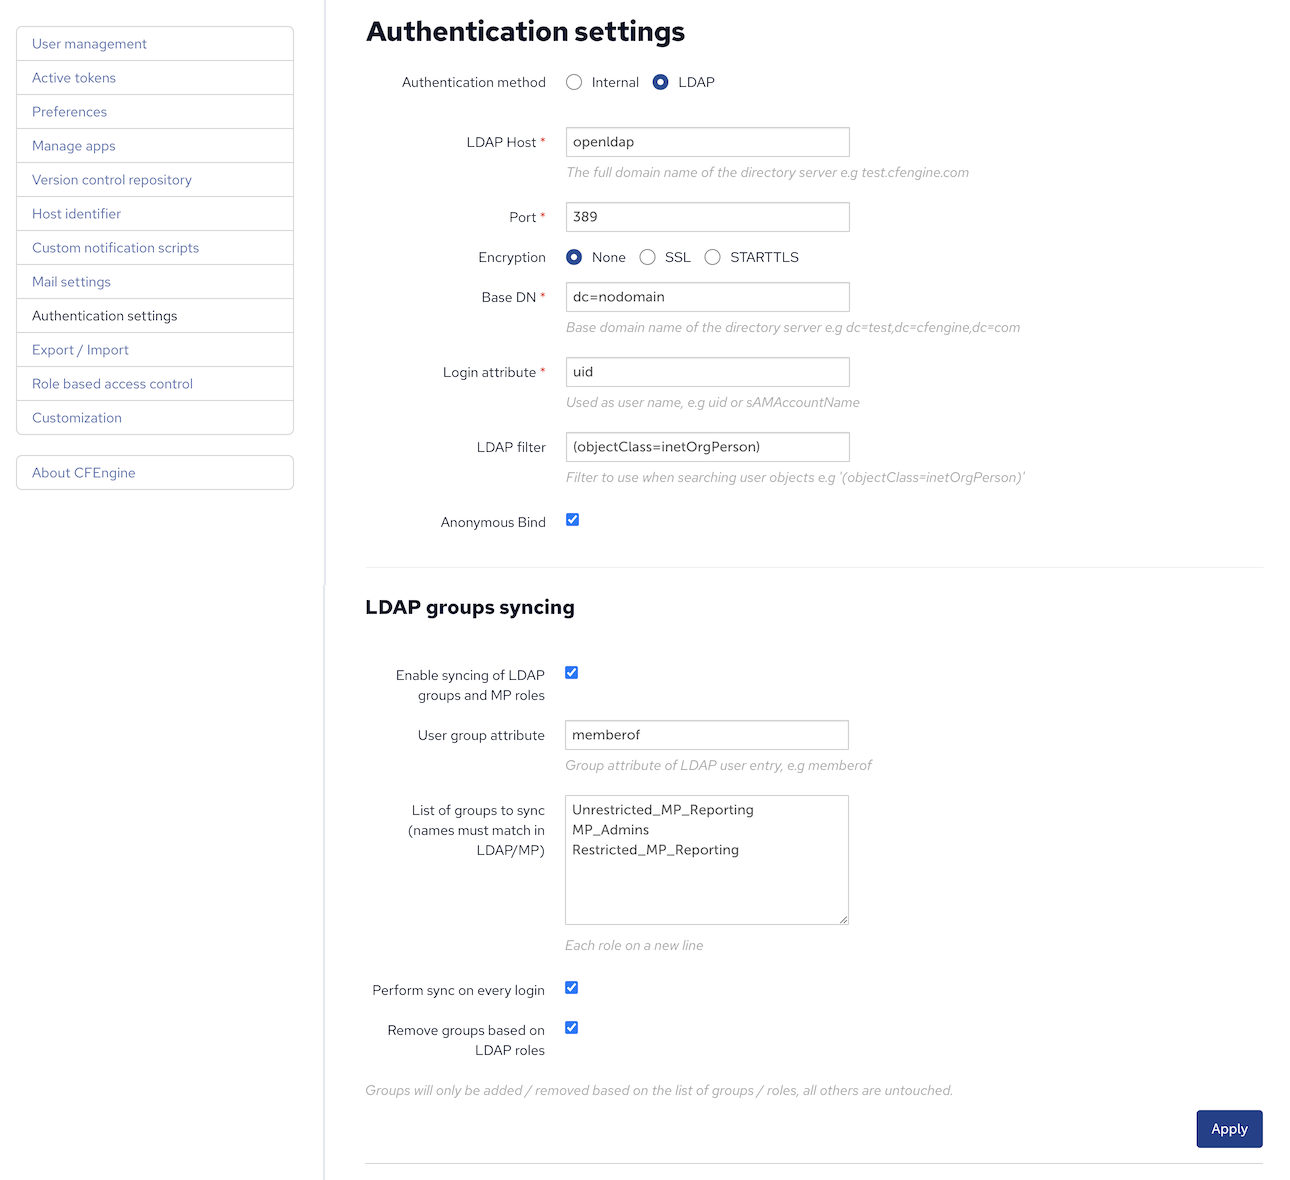 User management
Active tokens
Preferences
Manage apps
Version control repository
Host identifier
Custom notification scripts
Mail settings
Authentication settings
Export / Import
Role based access control
Customization
About CFEngine
Authentication settings
Authentication method Internal LDAP
LDAP Host * openldap
The full domain name of the directory server e.g test.cfengine.com
Port * 389
Encryption None SSL STARTTLS
Base DN * dc=nodomain
Base domain name of the directory server e.g dc=test,dc=cfengine,dc=com
Login attribute * uid
Used as user name, e.g uid or sAMAccountName
LDAP filter (objectClass=inetOrgPerson)
Filter to use when searching user objects e.g '(objectClass=inetOrgPerson)'
Anonymous Bind
LDAP groups syncing
Enable syncing of LDAP
groups and MP roles
User group attribute memberof
Group attribute of LDAP user entry, e.g memberof
List of groups to sync
(names must match in
LDAP/MP)
Unrestricted_MP_Reporting
MP_Admins
Restricted_MP_Reporting
Each role on a new line
Perform sync on every login
Remove groups based on
LDAP roles
Groups will only be added / removed based on the list of groups / roles, all others are untouched.
Apply